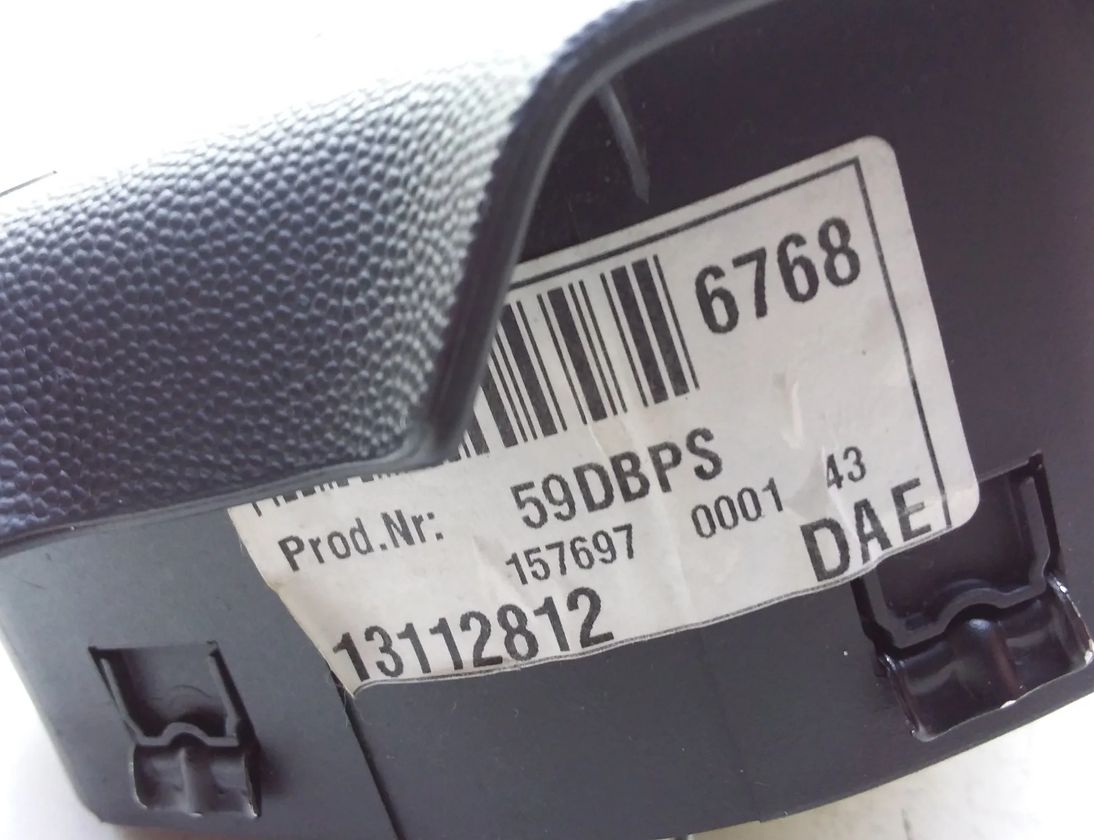 6768
Prod.Nr: 59DBPS
157697 0001 43
13112812 DAE